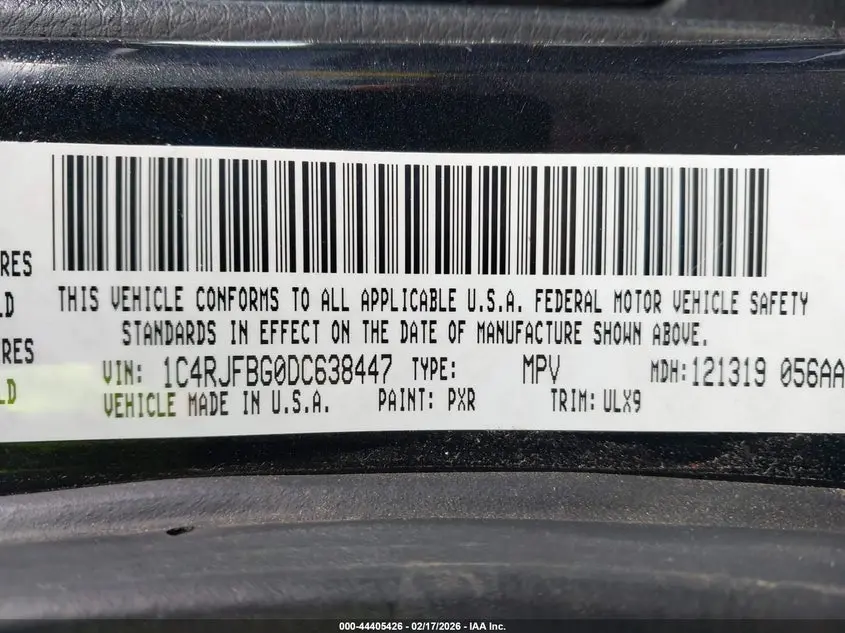 RES
LD
THIS VEHICLE CONFORMS TO ALL APPLICABLE U.S.A. FEDERAL MOTOR VEHICLE SAFETY
STANDARDS IN EFFECT ON THE DATE OF MANUFACTURE SHOWN ABOVE.
RES
LD
VIN: 1C4RJFBG0DC638447 TYPE: MPV MDH: 121319 056AA
VEHICLE MADE IN U.S.A. PAINT: PXR TRIM: ULX9
000-44405426 - 02/17/2026 - IAA Inc.